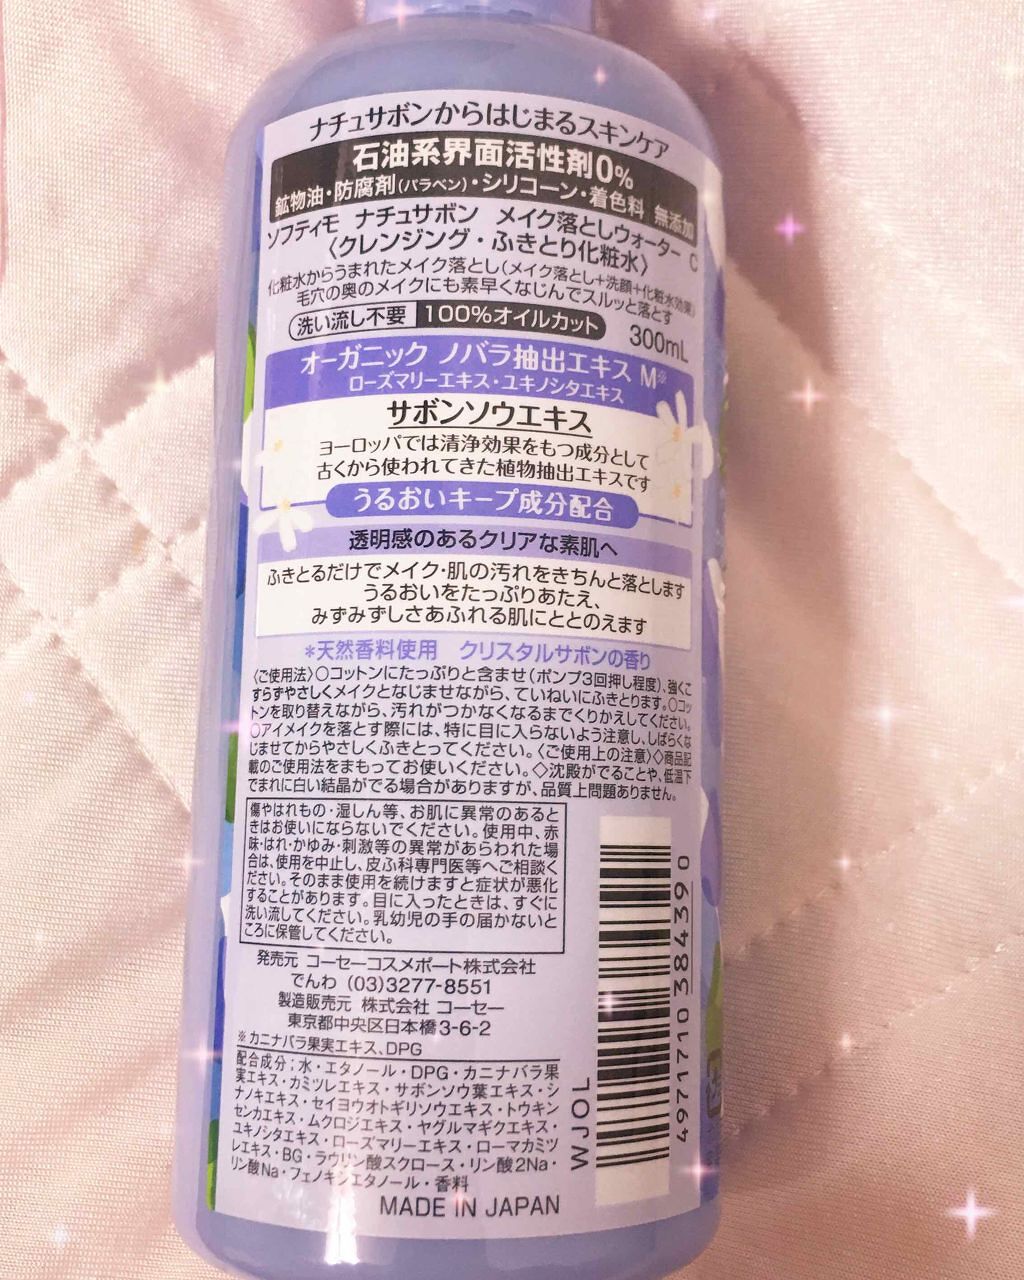 ナチュサボンからはじまるスキンケア
石油系界面活性剤0%
鉱物油・防腐剤(パラベン)・シリコーン・着色料 無添加
ソフティモ ナチュサボン メイク落としウォーター C
〈クレンジング・ふきとり化粧水〉
化粧水からうまれたメイク落とし(メイク落とし+洗顔+化粧水効果)
毛穴の奥のメイクにも素早くなじんでスルッと落とす
洗い流し不要 100%オイルカット 300mL
オーガニック ノバラ抽出エキス M※
ローズマリーエキス・ユキノシタエキス
サボンソウエキス
ヨーロッパでは清浄効果をもつ成分として
古くから使われてきた植物抽出エキスです
うるおいキープ成分配合
透明感のあるクリアな素肌へ
ふきとるだけでメイク・肌の汚れをきちんと落とします
うるおいをたっぷりあたえ、
みずみずしさあふれる肌にととのえます
*天然香料使用 クリスタルサボンの香り
〈ご使用法〉○コットンにたっぷりと含ませ(ポンプ3回押し程度)、強くこ
すらずやさしくメイクとなじませながら、ていねいにふきとります。○コッ
トンを取り替えながら、汚れがつかなくなるまでくりかえしてください。
○アイメイクを落とす際には、特に目に入らないよう注意し、しばらくな
じませてからやさしくふきとってください。〈ご使用上の注意〉◇商品記
載のご使用法をまもってお使いください。◇沈殿がでることや、低温下
でまれに白い結晶がでる場合がありますが、品質上問題ありません。
傷やはれもの・湿しん等、お肌に異常のあると
きはお使いにならないでください。使用中、赤
味・はれ・かゆみ・刺激等の異常があらわれた場
合は、使用を中止し、皮ふ科専門医等へご相談く
ださい。そのまま使用を続けますと症状が悪化
することがあります。目に入ったときは、すぐに
洗い流してください。乳幼児の手の届かないと
ころに保管してください。
発売元 コーセーコスメポート株式会社
でんわ (03)3277-8551
製造販売元 株式会社 コーセー
東京都中央区日本橋3-6-2
※カニナバラ果実エキス、DPG
配合成分;水・エタノール・DPG・カニナバラ果
実エキス・カミツレエキス・サボンソウ葉エキス・シ
ナノキエキス・セイヨウオトギリソウエキス・トウキン
センカエキス・ムクロジエキス・ヤグルマギクエキス・
ユキノシタエキス・ローズマリーエキス・ローマカミツ
レエキス・BG・ラウリン酸スクロース・リン酸2Na・
リン酸Na・フェノキシエタノール・香料
MADE IN JAPAN
WJOL
4971710384390